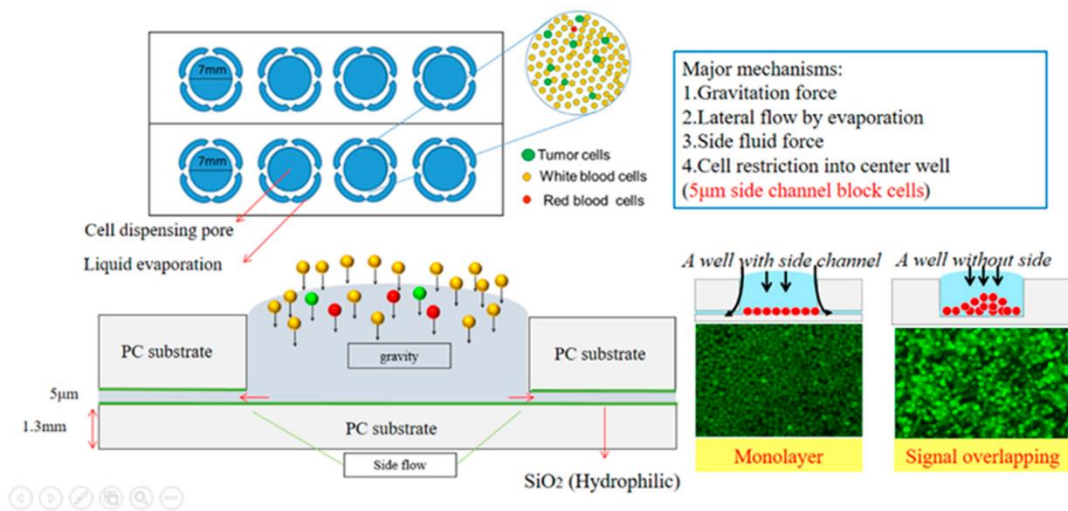 7mm
7mm
Tumor cells
White blood cells
Red blood cells
Major mechanisms:
1.Gravitation force
2.Lateral flow by evaporation
3.Side fluid force
4.Cell restriction into center well
(5μm side channel block cells)
Cell dispensing pore
Liquid evaporation
PC substrate
gravity
PC substrate
5μm
1.3mm
PC substrate
Side flow
SiO2 (Hydrophilic)
A well with side channel
A well without side
Monolayer
Signal overlapping